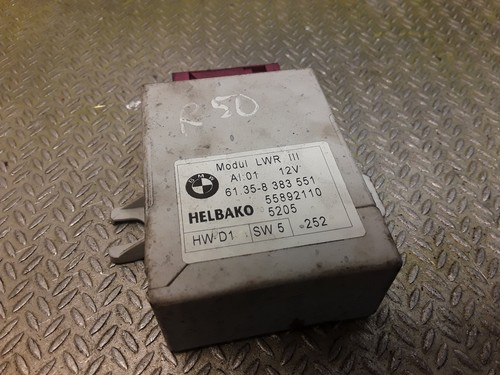 R50
Modul LWR III
BMW
AI:01 12V
61.35-8 383 551
55892110
HELBAKO 5205
HW D1 SW 5 .252